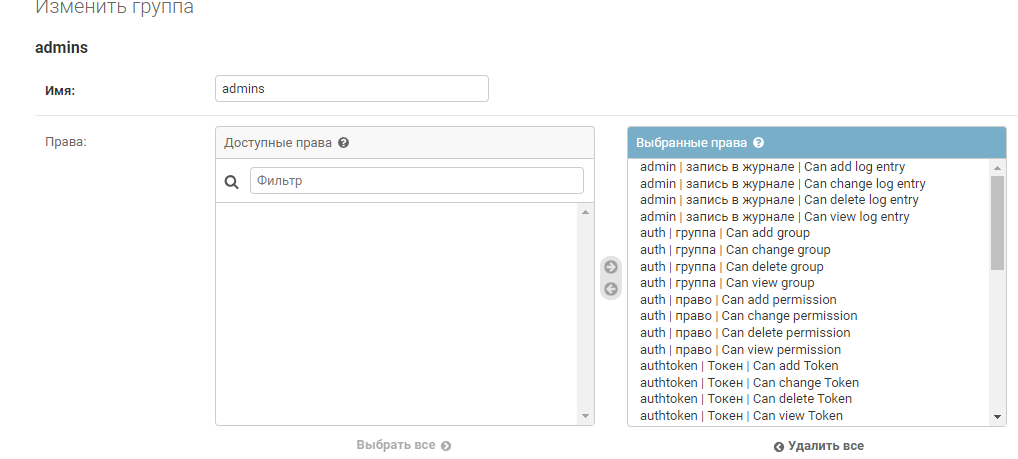 Изменить группа
admins
Имя:
admins
Права:
Доступные права
Фильтр
Выбрать все
Выбранные права
admin | запись в журнале | Can add log entry
admin | запись в журнале | Can change log entry
admin | запись в журнале | Can delete log entry
admin | запись в журнале | Can view log entry
auth | группа | Can add group
auth | группа | Can change group
auth | группа | Can delete group
auth | группа | Can view group
auth | право | Can add permission
auth | право | Can change permission
auth | право | Can delete permission
auth | право | Can view permission
authtoken | Токен | Can add Token
authtoken | Токен | Can change Token
authtoken | Токен | Can delete Token
authtoken | Токен | Can view Token
Удалить все